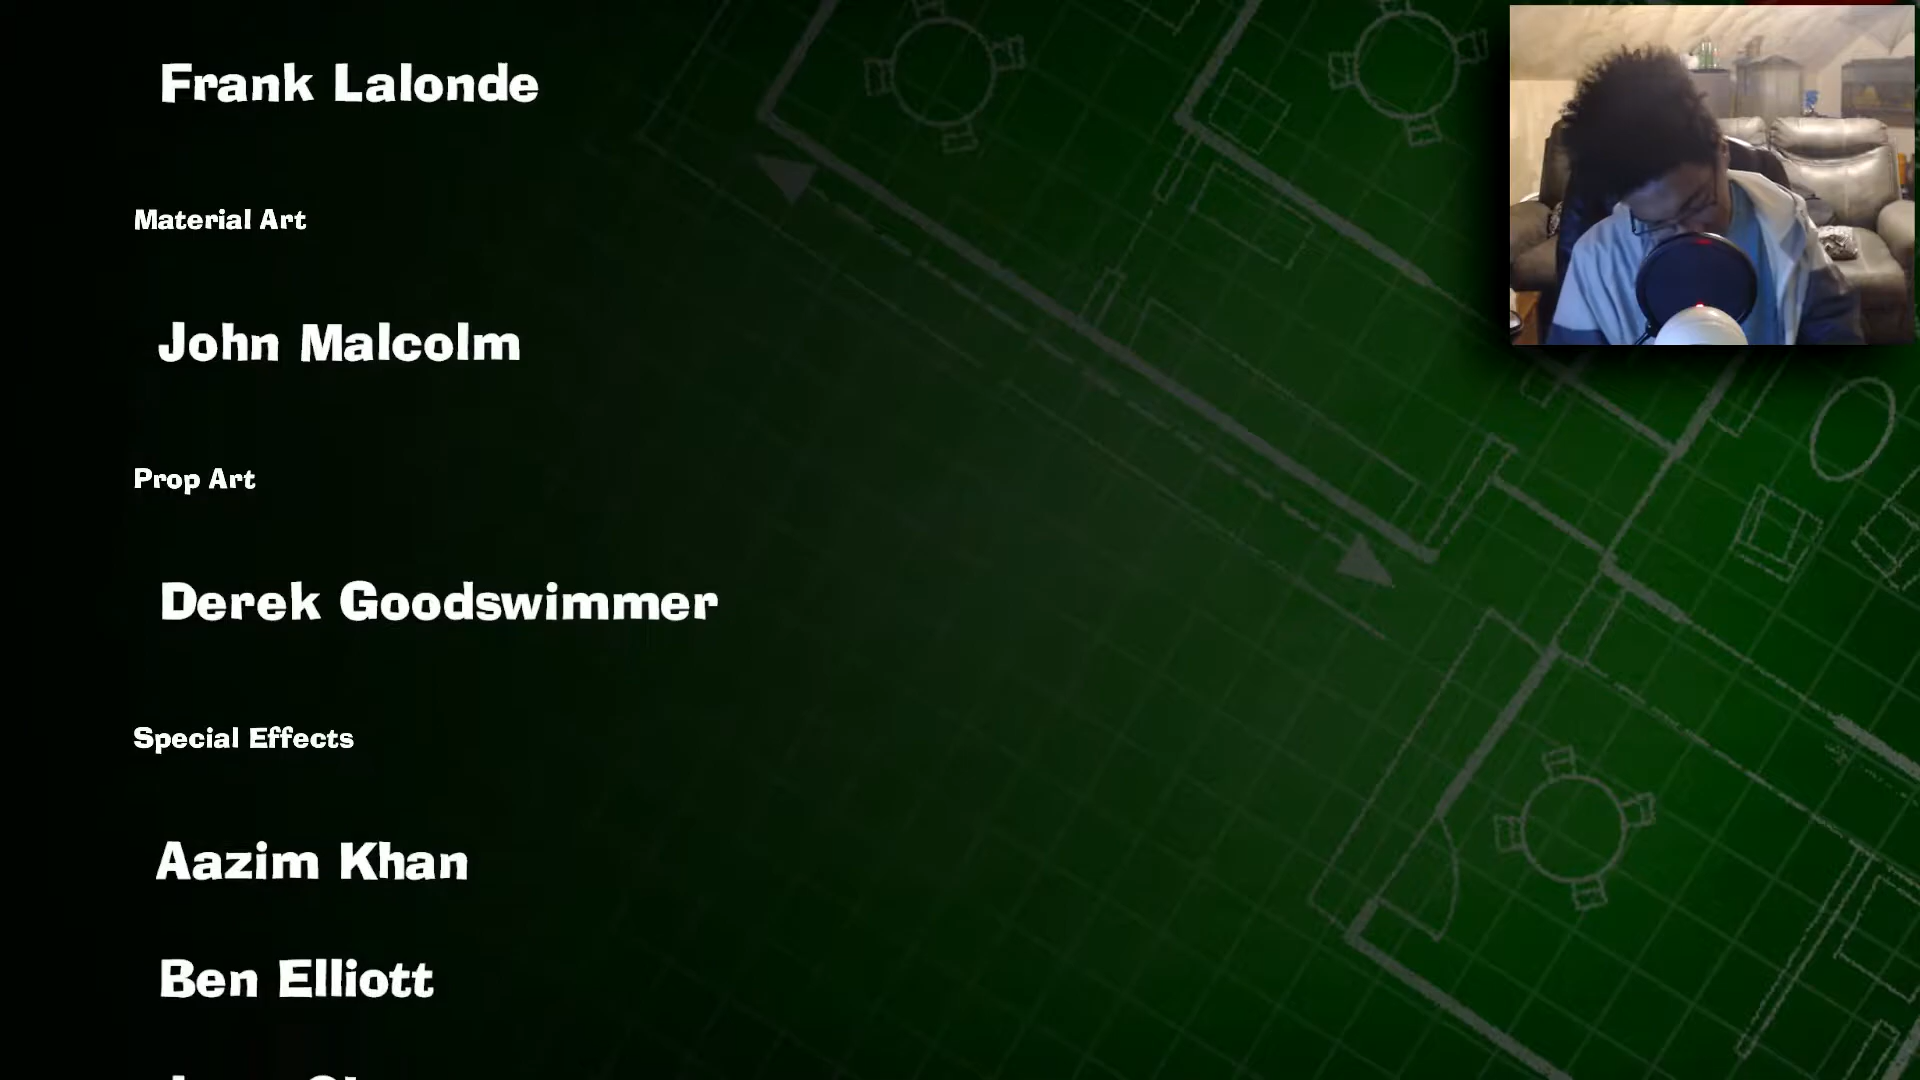 Frank Lalonde
Material Art
John Malcolm
Prop Art
Derek Goodswimmer
Special Effects
Aazim Khan
Ben Elliott